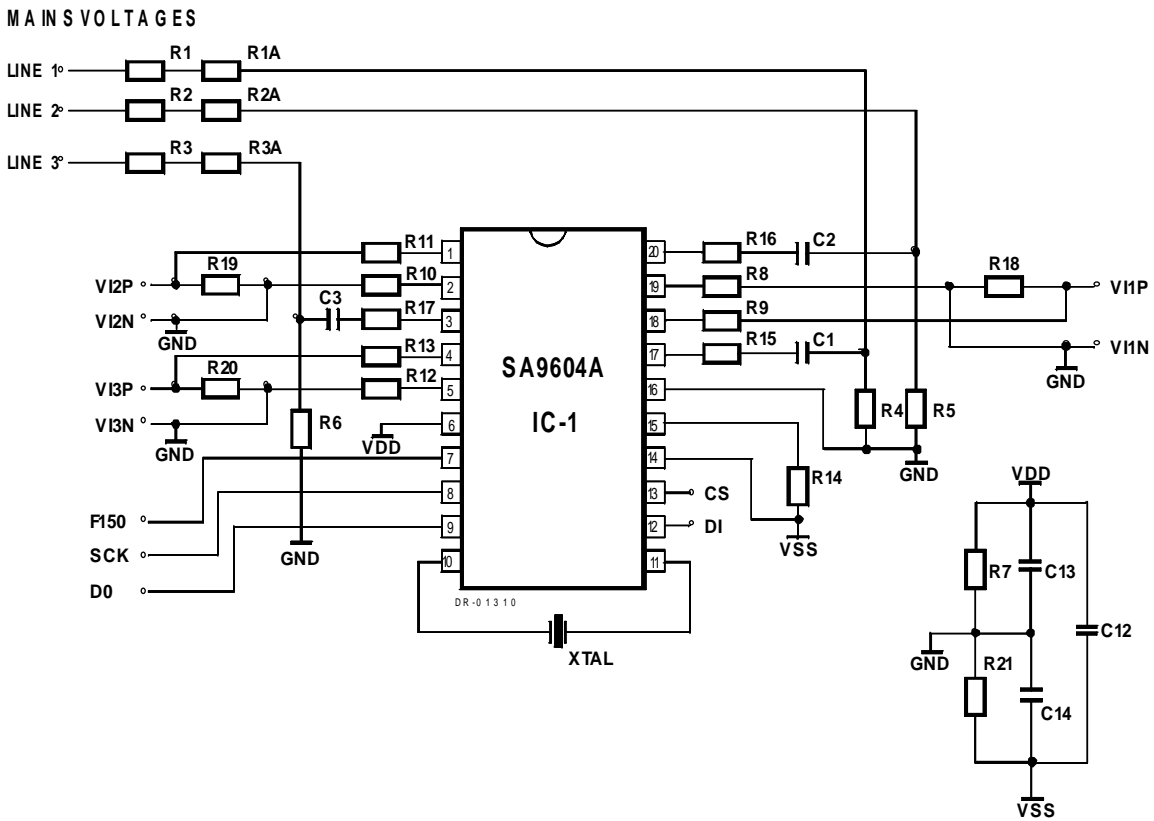 MAINS VOLTAGES
R1 R1A
LINE 1
R2 R2A
LINE 2
R3 R3A
LINE 3
R11 1 20 R16 C2
R19 R10 R8 R18
VI2P 2 19 VI1P
C3 R17 R9
VI2N 3 18
GND R13 R15 C1 VI1N
4 17
R20 R12 SA9604A GND
VI3P 5 16
R6 IC-1 R4 R5
VI3N 6 15
GND VDD
7 14 R14 GND
8 13 CS VDD
F150 9 12 DI
SCK GND VSS
10 11 R7 C13
D0
DR-01310
XTAL C12
GND R21
C14
VSS